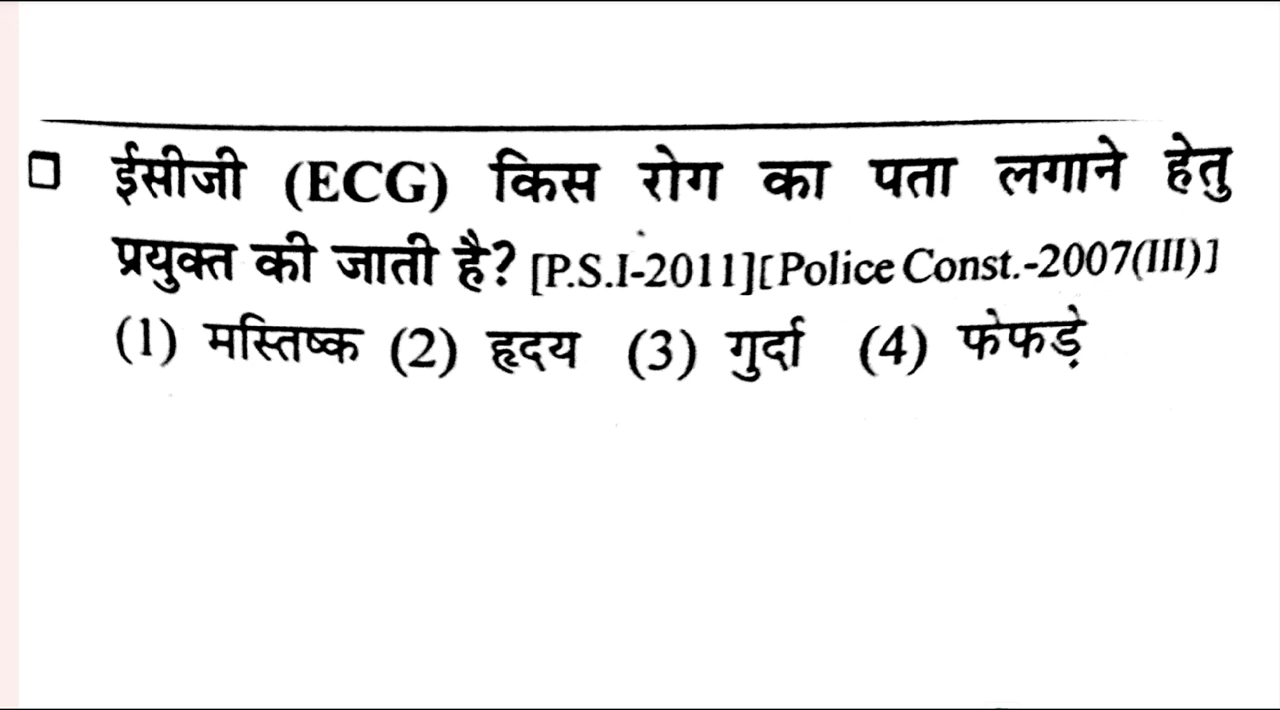 □ ईसीजी (ECG) किस रोग का पता लगाने हेतु
प्रयुक्त की जाती है? [P.S.I-2011][Police Const.-2007(III)]
(1) मस्तिष्क (2) हृदय (3) गुर्दा (4) फेफड़े